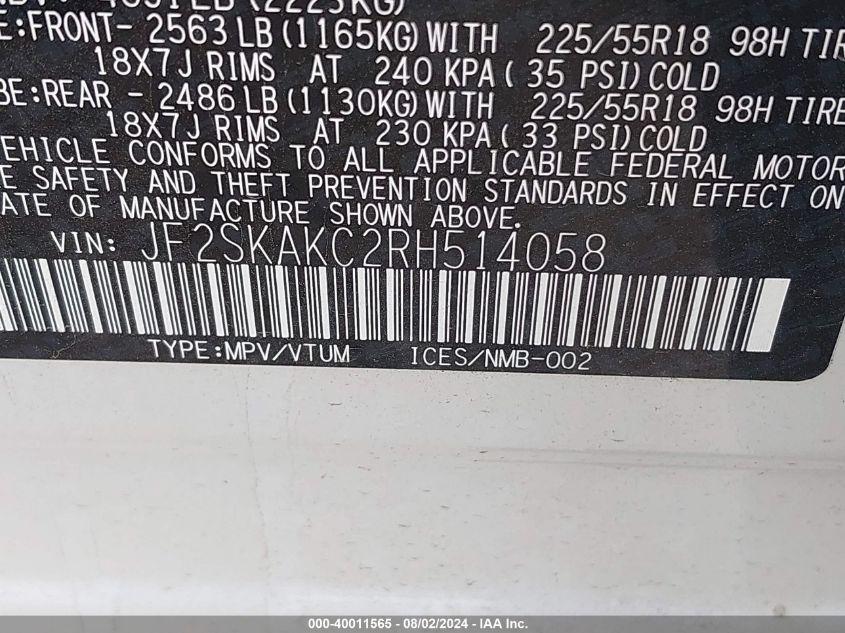 (2223KG)
E:FRONT- 2563 LB (1165KG) WITH 225/55R18 98H TIRE
18X7J RIMS AT 240 KPA( 35 PSI)COLD
BE:REAR - 2486 LB (1130KG) WITH 225/55R18 98H TIRE
18X7J RIMS AT 230 KPA( 33 PSI)COLD
EHICLE CONFORMS TO ALL APPLICABLE FEDERAL MOTOR
E SAFETY AND THEFT PREVENTION STANDARDS IN EFFECT ON
ATE OF MANUFACTURE SHOWN ABOVE.
VIN: JF2SKAKC2RH514058
TYPE:MPV/VTUM ICES/NMB-002
000-40011565 - 08/02/2024 - IAA Inc.